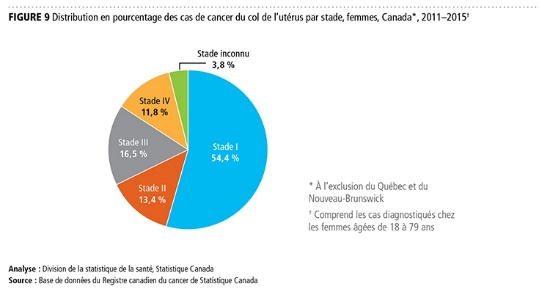 FIGURE 9 Distribution en pourcentage des cas de cancer du col de l'utérus par stade, femmes, Canada*, 2011–2015†
Stade inconnu
3,8 %
Stade IV
11,8 %
Stade III
16,5 %
Stade II
13,4 %
Stade I
54,4 %
* À l'exclusion du Québec et du
Nouveau-Brunswick
† Comprend les cas diagnostiqués chez
les femmes âgées de 18 à 79 ans
Analyse : Division de la statistique de la santé, Statistique Canada
Source : Base de données du Registre canadien du cancer de Statistique Canada